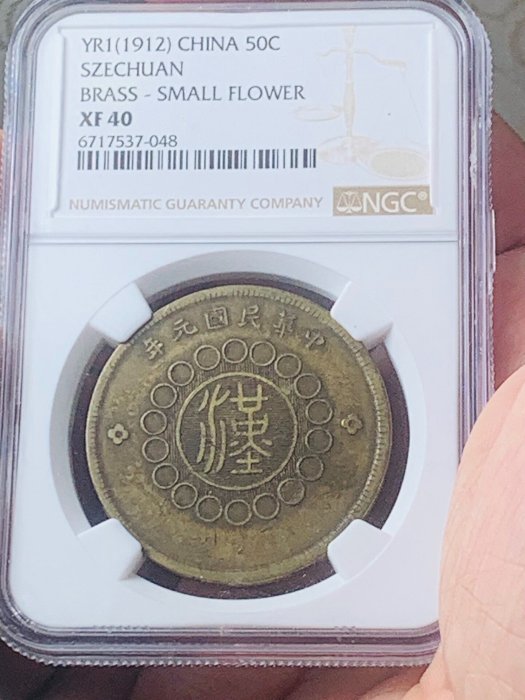 YR1(1912) CHINA 50C
SZECHUAN
BRASS - SMALL FLOWER
XF 40
6717537-048
NUMISMATIC GUARANTY COMPANY
NGC®
年元國民華中
漢